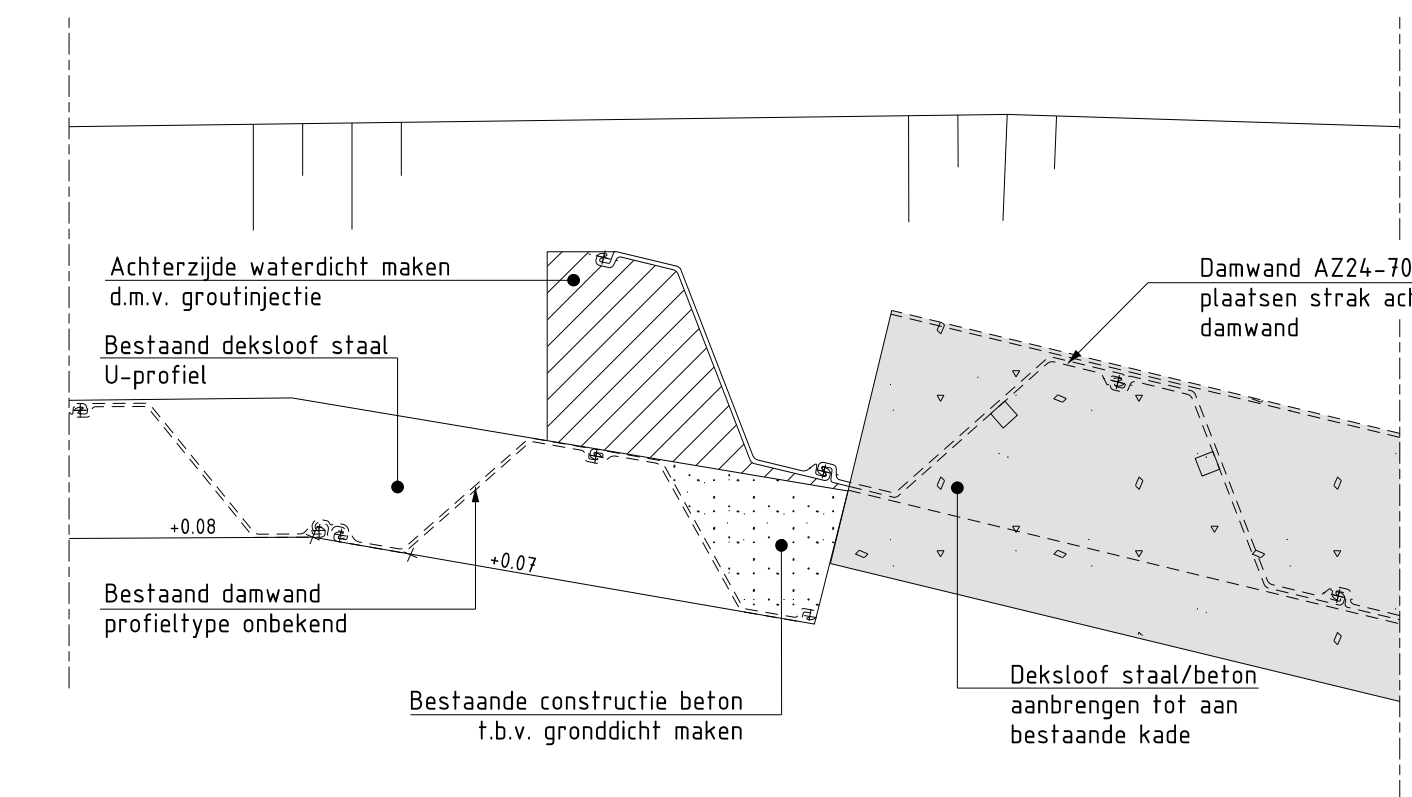 Achterzijde waterdicht maken
d.m.v. groutinjectie
Damwand AZ24-70
plaatsen strak
damwand
Bestaand deksloof staal
U-profiel
+0.08
+0.07
Bestaand damwand
profieltype onbekend
Bestaande constructie beton
t.b.v. gronddicht maken
Deksloof staal/beton
aanbrengen tot aan
bestaande kade